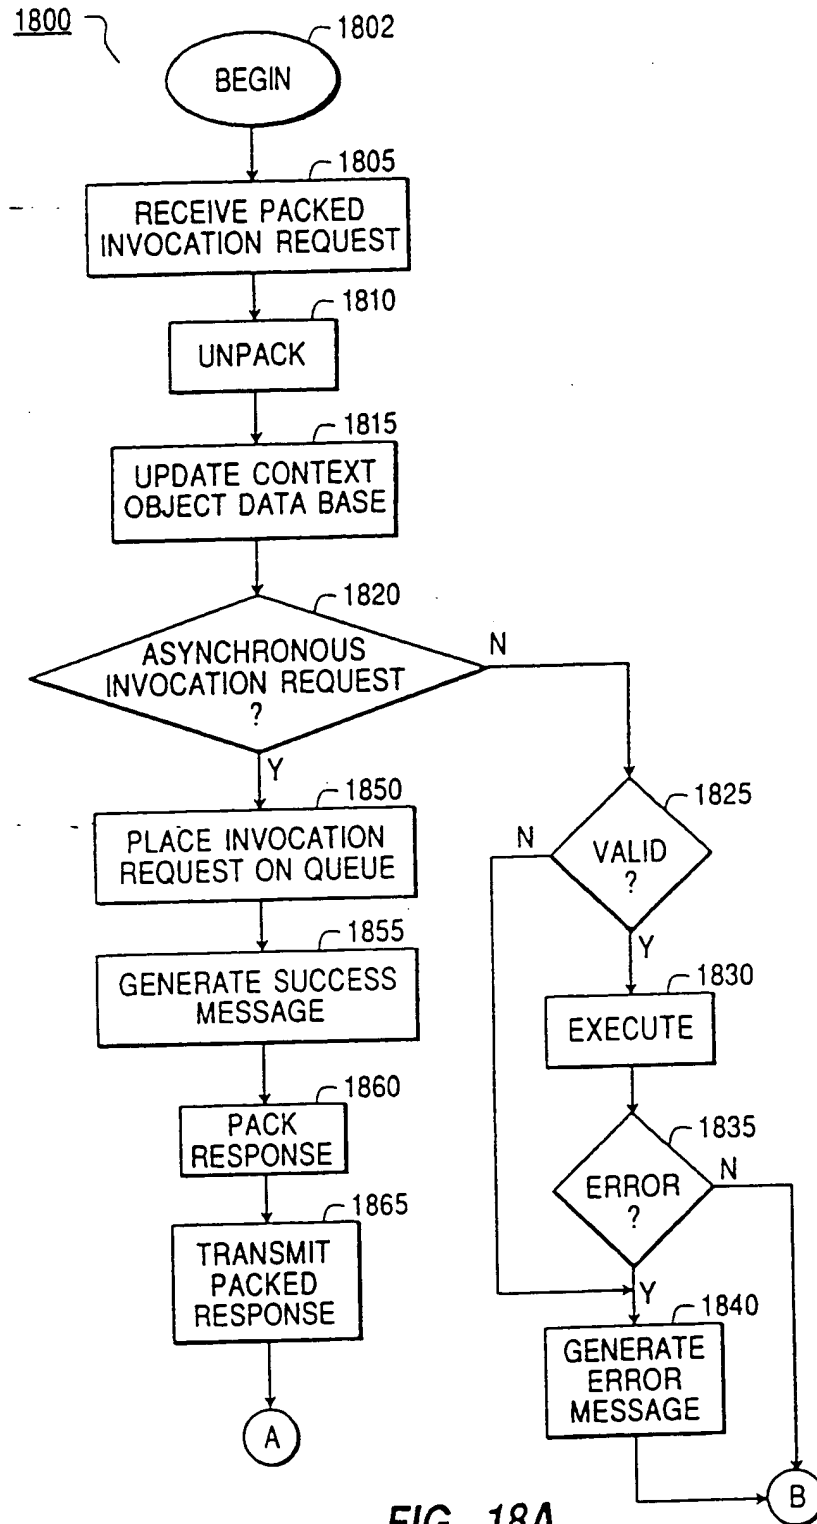 1800
1802
BEGIN
1805
RECEIVE PACKED
INVOCATION REQUEST
1810
UNPACK
1815
UPDATE CONTEXT
OBJECT DATA BASE
1820
ASYNCHRONOUS
INVOCATION REQUEST
?
N
Y
1850
PLACE INVOCATION
REQUEST ON QUEUE
1825
VALID
?
N
Y
1855
GENERATE SUCCESS
MESSAGE
1830
EXECUTE
1860
PACK
RESPONSE
1835
ERROR
?
N
Y
1865
TRANSMIT
PACKED
RESPONSE
1840
GENERATE
ERROR
MESSAGE
A
B
FIG. 18A